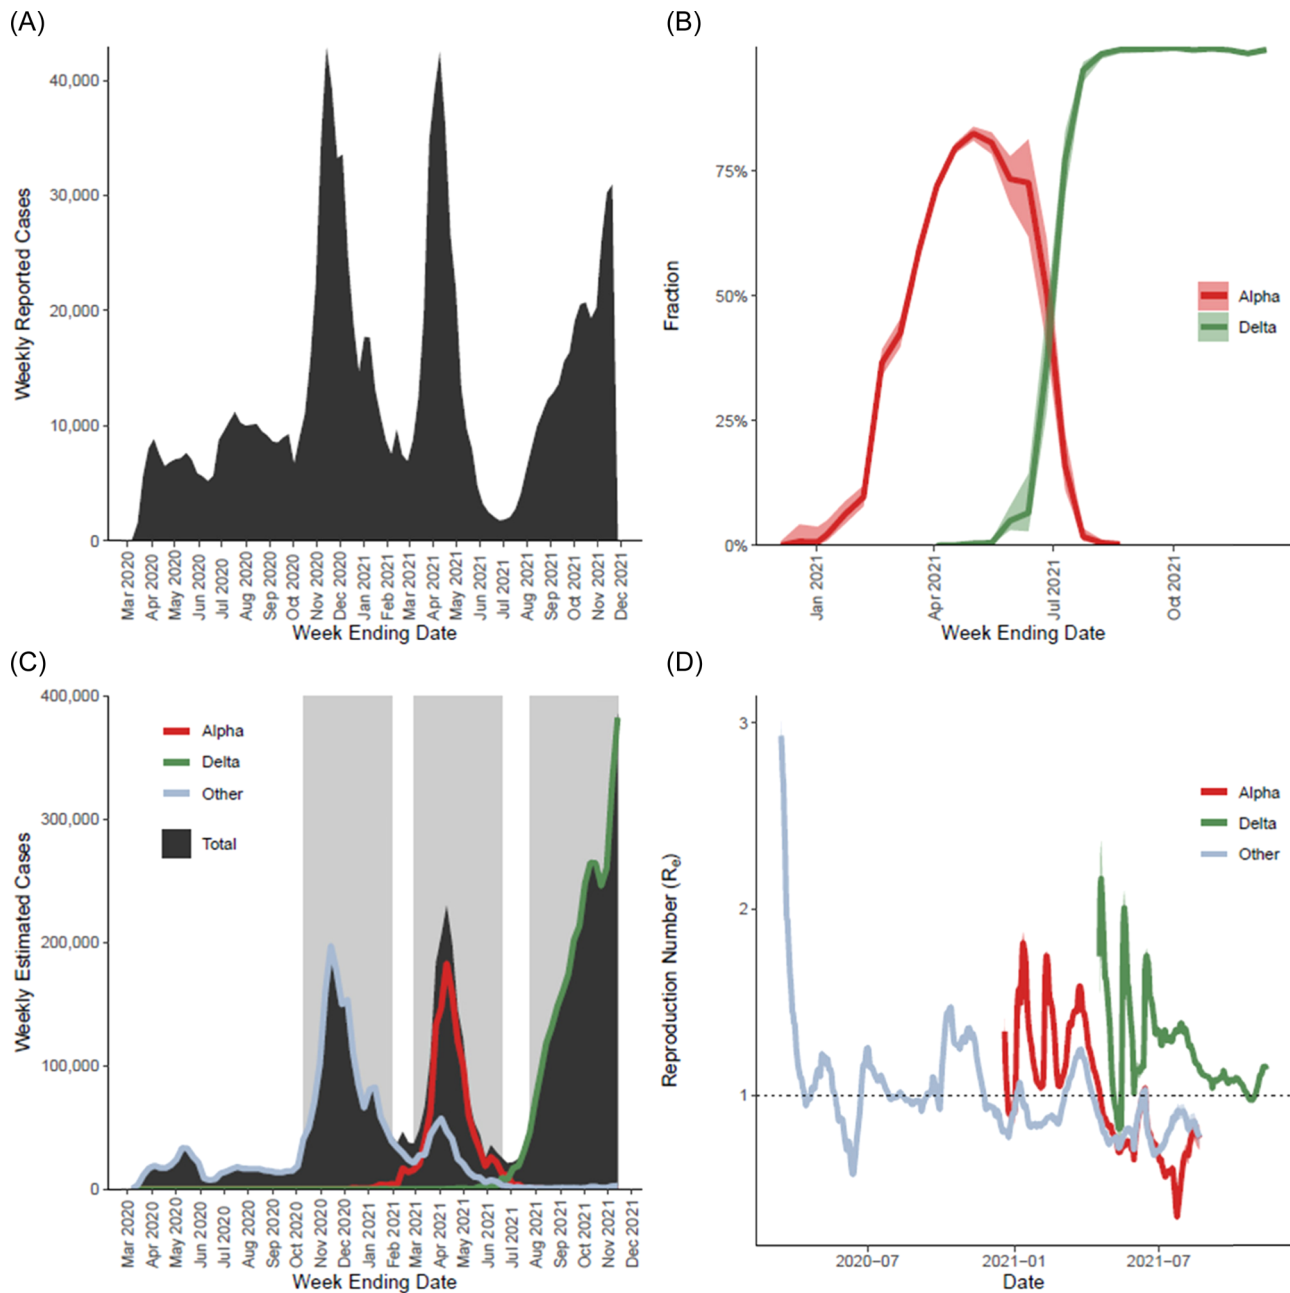 (A)
Weekly Reported Cases
40,000
30,000
20,000
10,000
0
Mar 2020
Apr 2020
May 2020
Jun 2020
Jul 2020
Aug 2020
Sep 2020
Oct 2020
Nov 2020
Dec 2020
Jan 2021
Feb 2021
Mar 2021
Apr 2021
May 2021
Jun 2021
Jul 2021
Aug 2021
Sep 2021
Oct 2021
Nov 2021
Dec 2021
Week Ending Date
(B)
Fraction
75%
50%
25%
0%
Alpha
Delta
Jan 2021
Apr 2021
Jul 2021
Oct 2021
Week Ending Date
(C)
Weekly Estimated Cases
400,000
300,000
200,000
100,000
0
Alpha
Delta
Other
Total
Mar 2020
Apr 2020
May 2020
Jun 2020
Jul 2020
Aug 2020
Sep 2020
Oct 2020
Nov 2020
Dec 2020
Jan 2021
Feb 2021
Mar 2021
Apr 2021
May 2021
Jun 2021
Jul 2021
Aug 2021
Sep 2021
Oct 2021
Nov 2021
Dec 2021
Week Ending Date
(D)
Reproduction Number (Re)
3
2
1
Alpha
Delta
Other
2020-07
2021-01
2021-07
Date